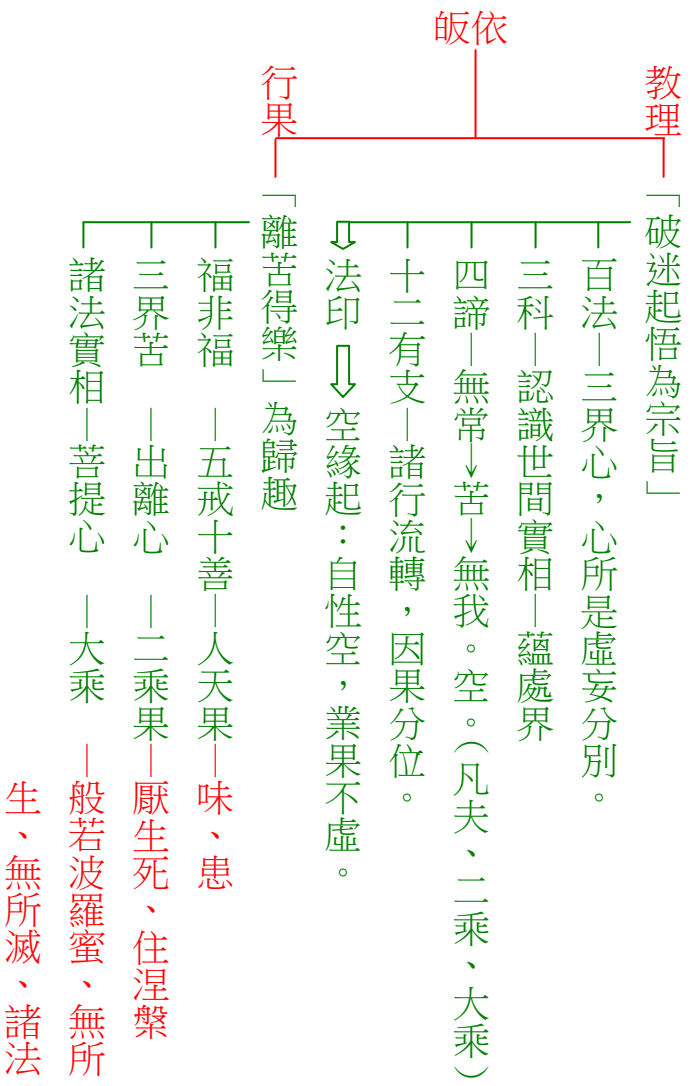 皈依
教理
「破迷起悟為宗旨」
百法—三界心，心所是虛妄分別。
三科—認識世間實相—蘊處界
四諦—無常→苦→無我。空。（凡夫、二乘、大乘）
十二有支—諸行流轉，因果分位。
⇨法印⇨空緣起：自性空，業果不虛。
行果
「離苦得樂」為歸趣
福非福　—五戒十善—人天果—味、患
三界苦　—出離心　—二乘果—厭生死、住涅槃
諸法實相—菩提心　—大乘　—般若波羅蜜、無所
生、無所滅、諸法